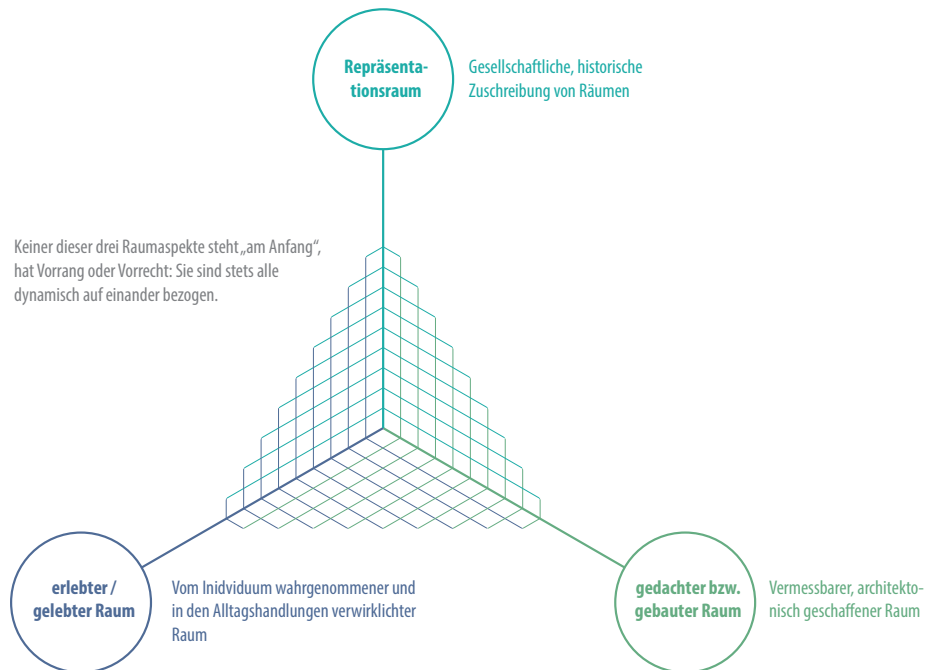 Repräsenta-
tionsraum
Gesellschaftliche, historische
Zuschreibung von Räumen
Keiner dieser drei Raumaspekte steht „am Anfang“,
hat Vorrang oder Vorrecht: Sie sind stets alle
dynamisch auf einander bezogen.
erlebter /
gelebter Raum
Vom Inidviduum wahrgenommener und
in den Alltagshandlungen verwirklichter
Raum
gedachter bzw.
gebauter Raum
Vermessbarer, architekto-
nisch geschaffener Raum